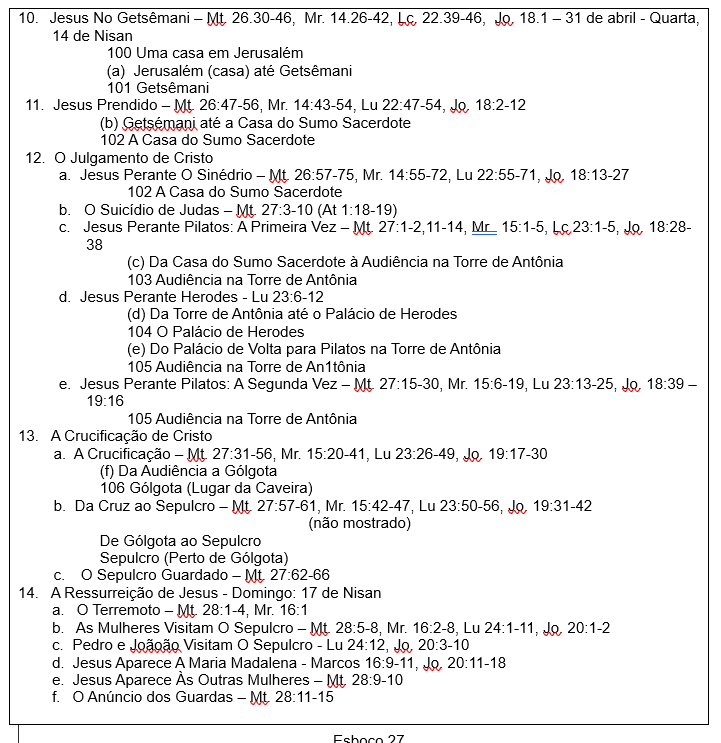 10. Jesus No Getsêmani – Mt. 26.30-46, Mr. 14.26-42, Lc. 22.39-46, Jo. 18.1 – 31 de abril - Quarta,
14 de Nisan
100 Uma casa em Jerusalém
(a) Jerusalém (casa) até Getsêmani
101 Getsêmani
11. Jesus Prendido – Mt. 26:47-56, Mr. 14:43-54, Lu 22:47-54, Jo. 18:2-12
(b) Getsémani até a Casa do Sumo Sacerdote
102 A Casa do Sumo Sacerdote
12. O Julgamento de Cristo
a. Jesus Perante O Sinédrio – Mt. 26:57-75, Mr. 14:55-72, Lu 22:55-71, Jo. 18:13-27
102 A Casa do Sumo Sacerdote
b. O Suicídio de Judas – Mt. 27:3-10 (At 1:18-19)
c. Jesus Perante Pilatos: A Primeira Vez – Mt. 27:1-2,11-14, Mr. 15:1-5, Lc.23:1-5, Jo. 18:28-
38
(c) Da Casa do Sumo Sacerdote à Audiência na Torre de Antônia
103 Audiência na Torre de Antônia
d. Jesus Perante Herodes - Lu 23:6-12
(d) Da Torre de Antônia até o Palácio de Herodes
104 O Palácio de Herodes
(e) Do Palácio de Volta para Pilatos na Torre de Antônia
105 Audiência na Torre de An1tônia
e. Jesus Perante Pilatos: A Segunda Vez – Mt. 27:15-30, Mr. 15:6-19, Lu 23:13-25, Jo. 18:39 –
19:16
105 Audiência na Torre de Antônia
13. A Crucificação de Cristo
a. A Crucificação – Mt. 27:31-56, Mr. 15:20-41, Lu 23:26-49, Jo. 19:17-30
(f) Da Audiência a Gólgota
106 Gólgota (Lugar da Caveira)
b. Da Cruz ao Sepulcro – Mt. 27:57-61, Mr. 15:42-47, Lu 23:50-56, Jo. 19:31-42
(não mostrado)
De Gólgota ao Sepulcro
Sepulcro (Perto de Gólgota)
c. O Sepulcro Guardado – Mt. 27:62-66
14. A Ressurreição de Jesus - Domingo: 17 de Nisan
a. O Terremoto – Mt. 28:1-4, Mr. 16:1
b. As Mulheres Visitam O Sepulcro – Mt. 28:5-8, Mr. 16:2-8, Lu 24:1-11, Jo. 20:1-2
c. Pedro e Joãoão Visitam O Sepulcro - Lu 24:12, Jo. 20:3-10
d. Jesus Aparece A Maria Madalena - Marcos 16:9-11, Jo. 20:11-18
e. Jesus Aparece Às Outras Mulheres – Mt. 28:9-10
f. O Anúncio dos Guardas – Mt. 28:11-15
Esboço 27